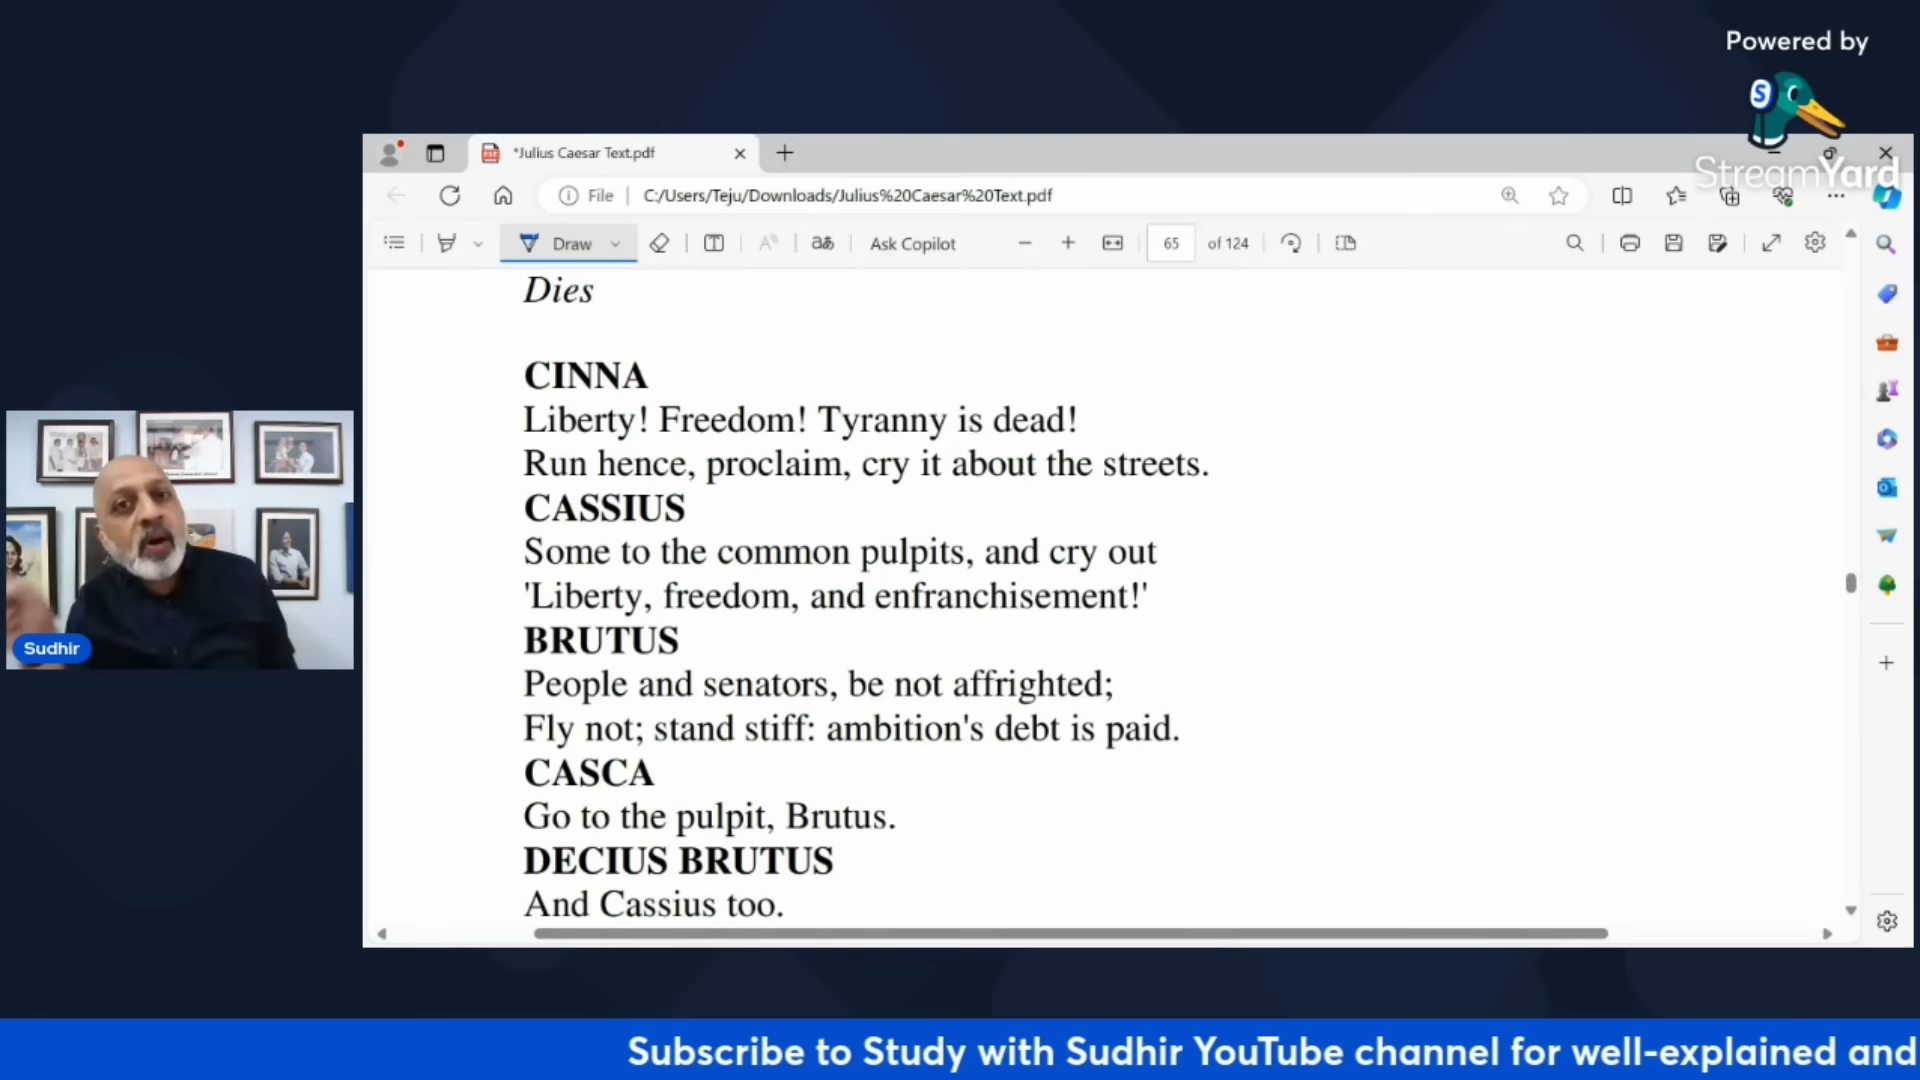 Powered by
StreamYard
*Julius Caesar Text.pdf
File
C:/Users/Teju/Downloads/Julius%20Caesar%20Text.pdf
Draw
aあ
Ask Copilot
65
of 124
Dies
CINNA
Liberty! Freedom! Tyranny is dead!
Run hence, proclaim, cry it about the streets.
CASSIUS
Some to the common pulpits, and cry out
'Liberty, freedom, and enfranchisement!'
BRUTUS
People and senators, be not affrighted;
Fly not; stand stiff: ambition's debt is paid.
CASCA
Go to the pulpit, Brutus.
DECIUS BRUTUS
And Cassius too.
Sudhir
Subscribe to Study with Sudhir YouTube channel for well-explained and